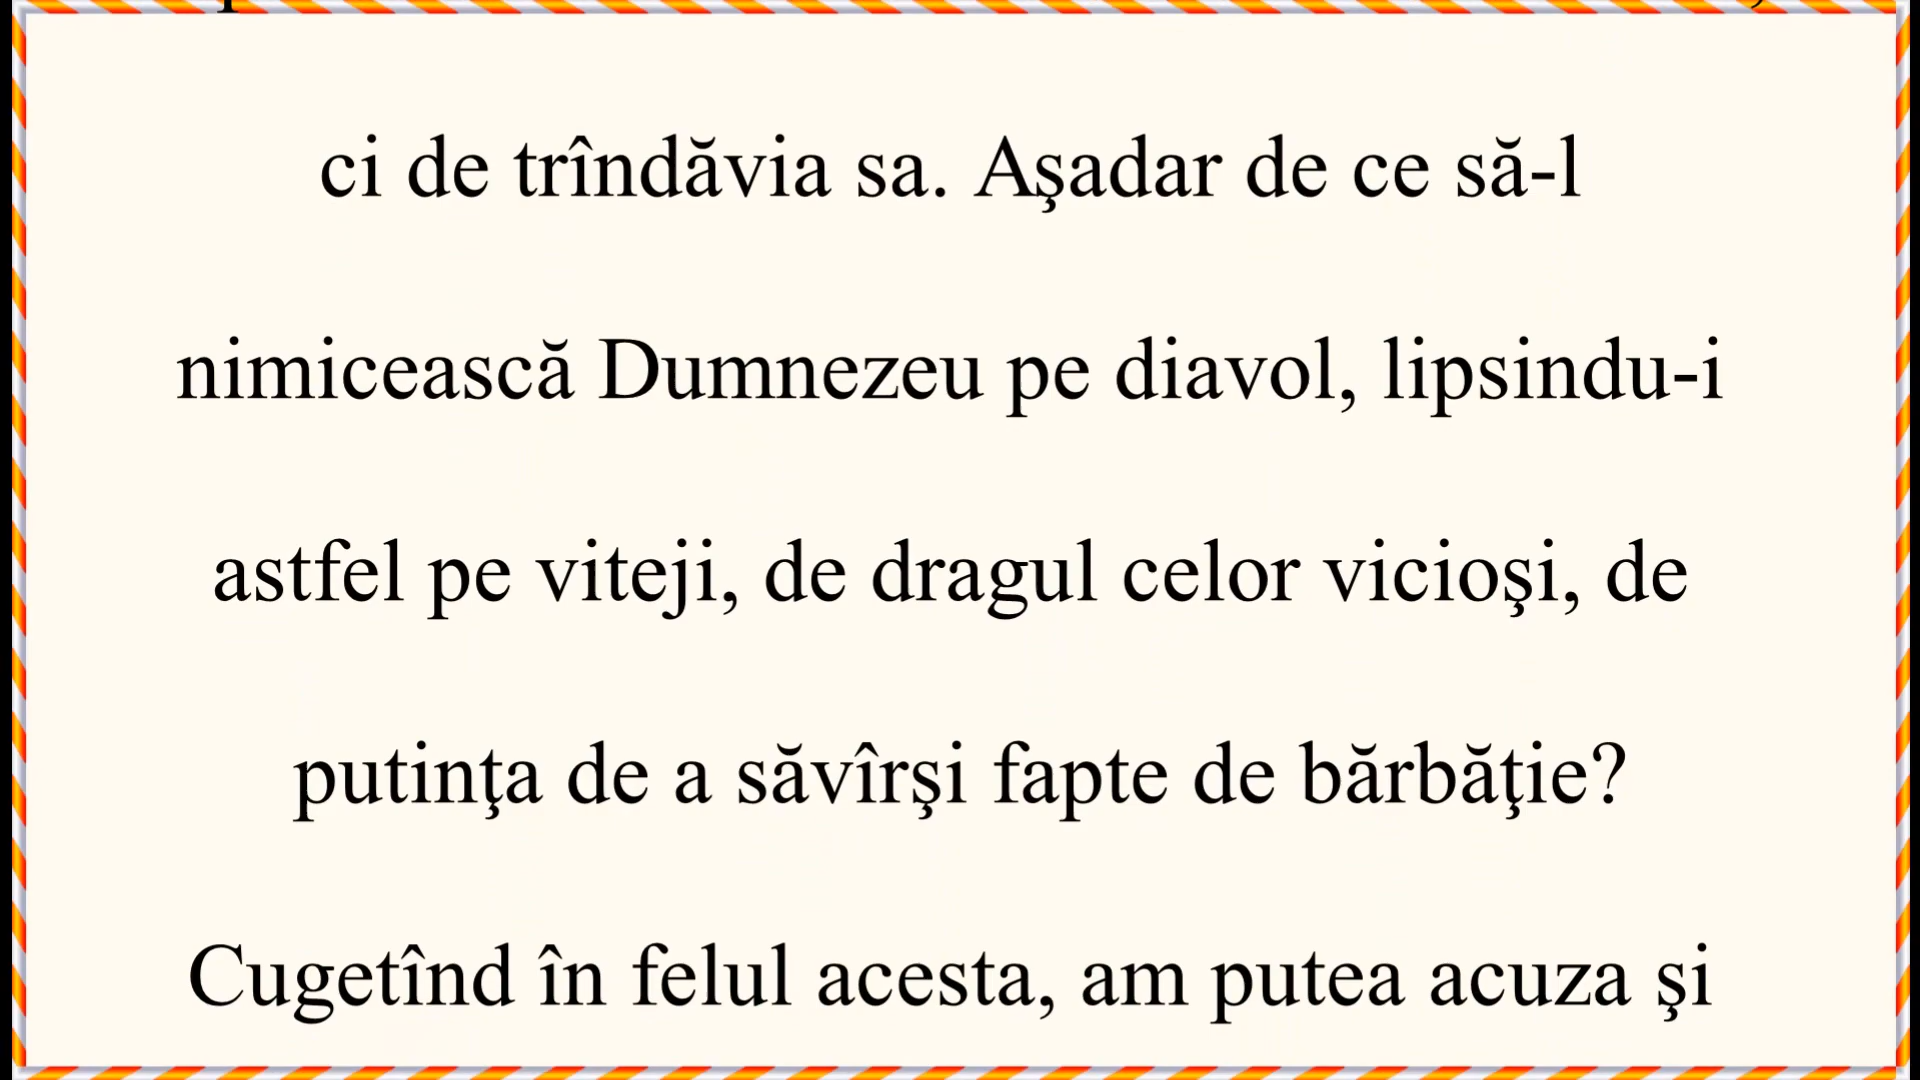 ci de trîndăvia sa. Aşadar de ce să-l
nimicească Dumnezeu pe diavol, lipsindu-i
astfel pe viteji, de dragul celor vicioşi, de
putinţa de a săvîrşi fapte de bărbăţie?
Cugetînd în felul acesta, am putea acuza şi